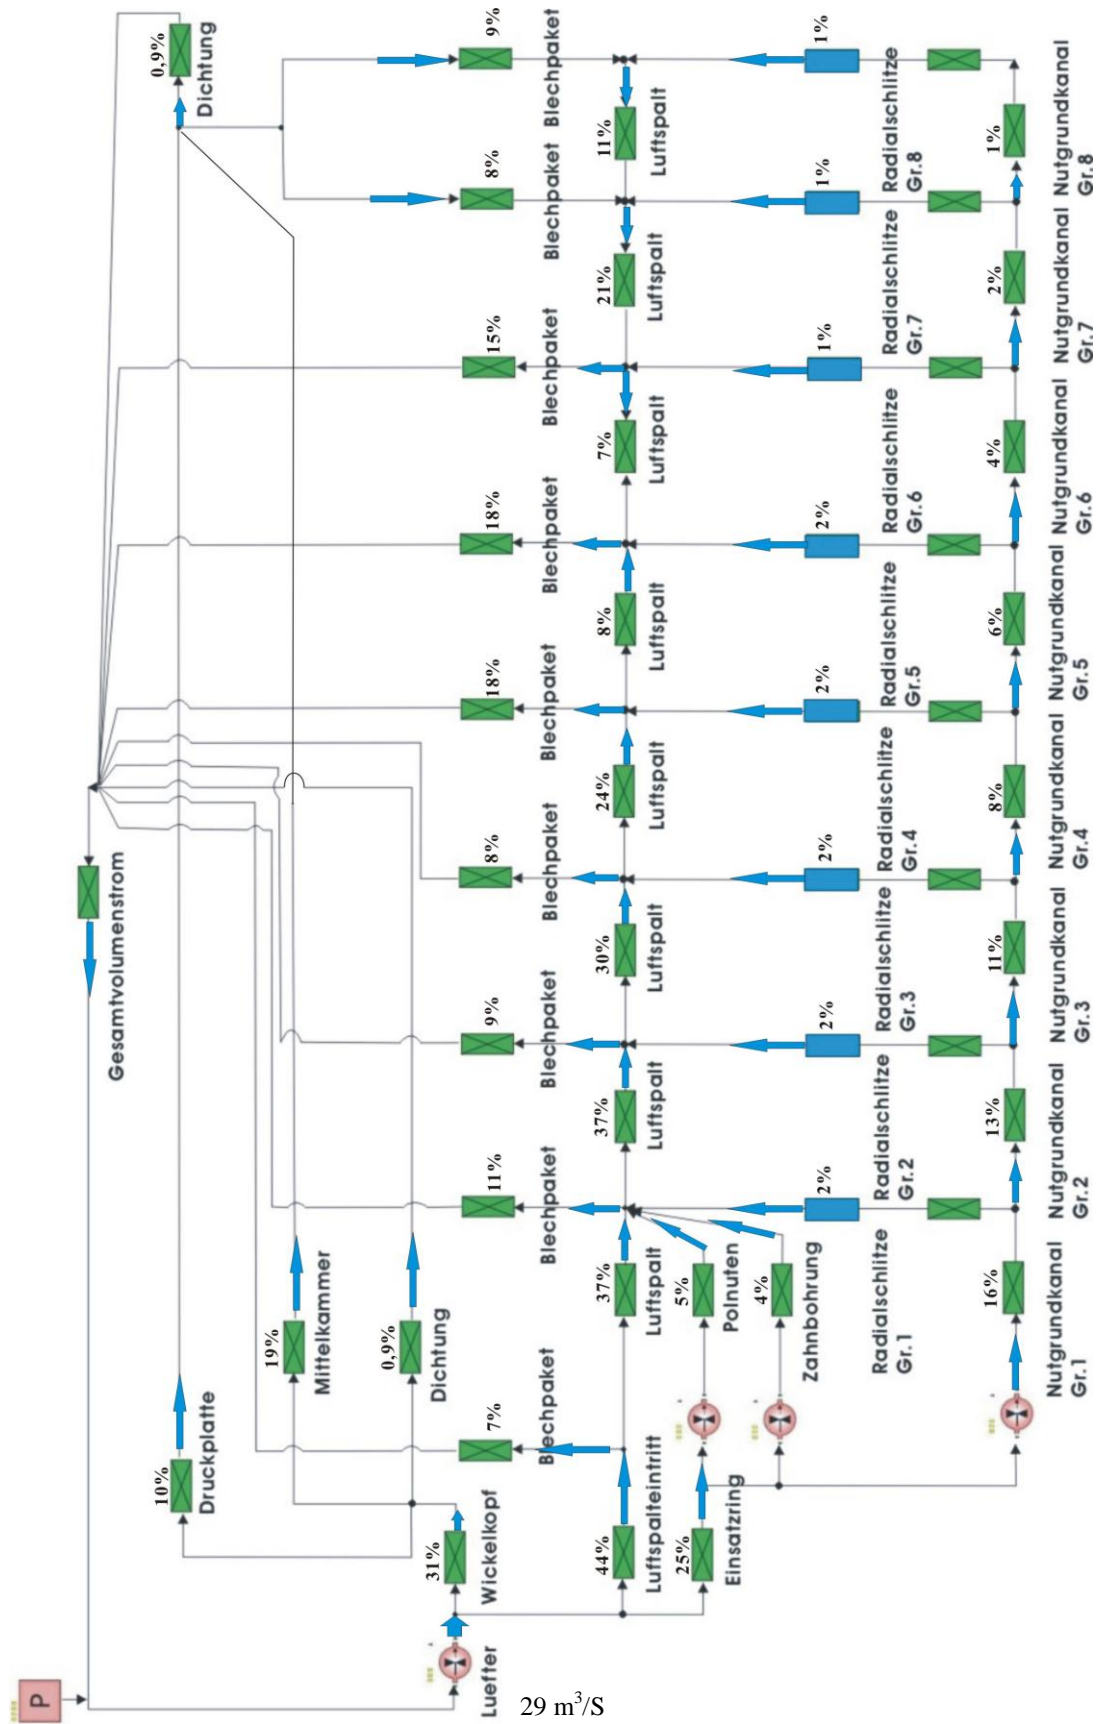 P
Gesamtvolumenstrom
0,9%
Dichtung
10%
Druckplatte
19%
Mittelkammer
0,9%
Dichtung
31%
Wickelkopf
Luefter
29 m³/S
7%
Blechpaket
11%
Blechpaket
9%
Blechpaket
8%
Blechpaket
18%
Blechpaket
18%
Blechpaket
15%
Blechpaket
8%
Blechpaket
9%
Blechpaket
44%
Luftspalteintritt
37%
Luftspalt
37%
Luftspalt
30%
Luftspalt
24%
Luftspalt
8%
Luftspalt
7%
Luftspalt
21%
Luftspalt
11%
Luftspalt
25%
Einsatzring
5%
Polnuten
4%
Zahnbohrung
2%
Radialschlitze
Gr.1
2%
Radialschlitze
Gr.2
2%
Radialschlitze
Gr.3
2%
Radialschlitze
Gr.4
2%
Radialschlitze
Gr.5
1%
Radialschlitze
Gr.6
1%
Radialschlitze
Gr.7
1%
Radialschlitze
Gr.8
16%
Nutgrundkanal
Gr.1
13%
Nutgrundkanal
Gr.2
11%
Nutgrundkanal
Gr.3
8%
Nutgrundkanal
Gr.4
6%
Nutgrundkanal
Gr.5
4%
Nutgrundkanal
Gr.6
2%
Nutgrundkanal
Gr.7
1%
Nutgrundkanal
Gr.8